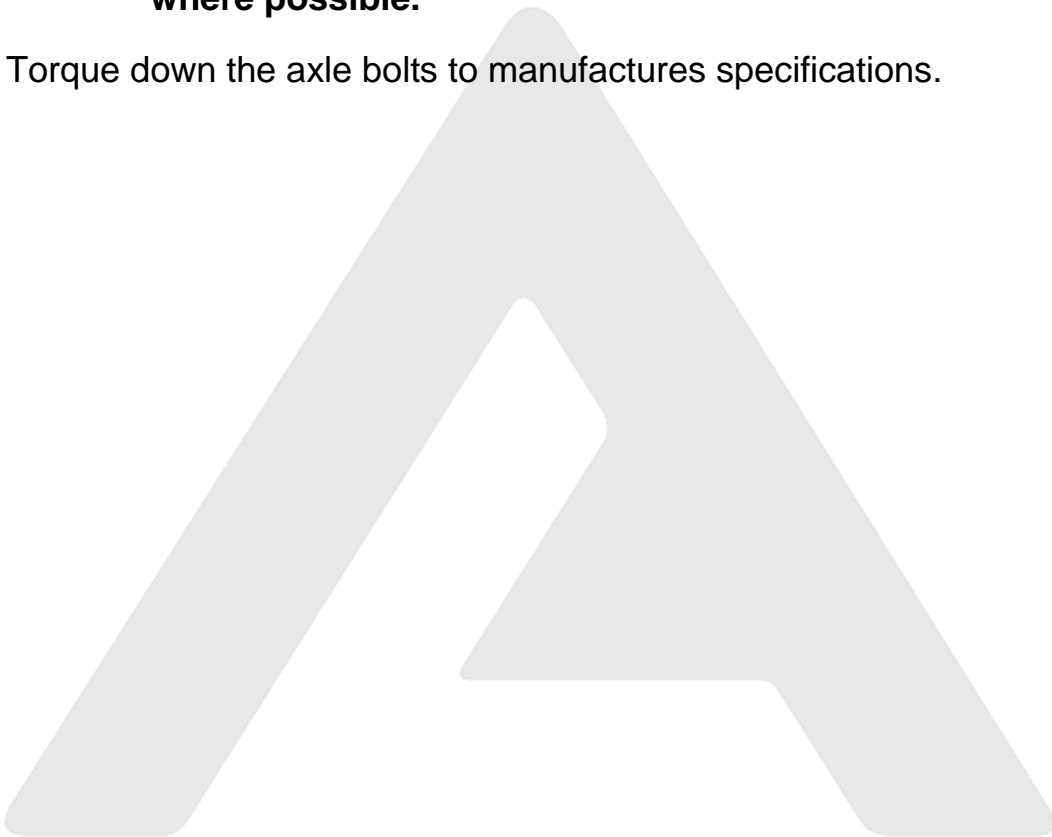 where possible.
Torque down the axle bolts to manufactures specifications.